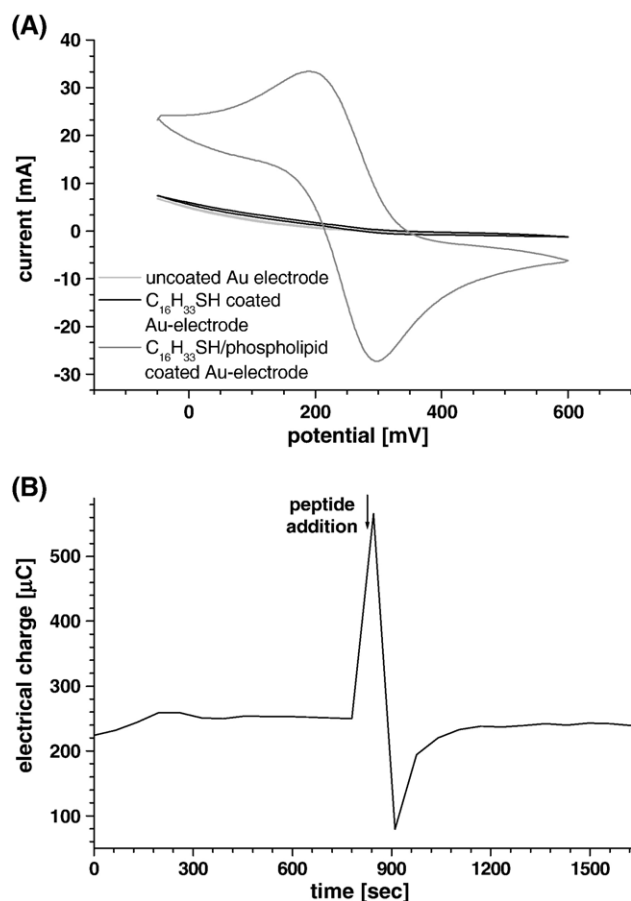 (A)
40
30
20
10
0
-10
-20
-30
current [mA]
uncoated Au electrode
C₁₆H₃₃SH coated
Au-electrode
C₁₆H₃₃SH/phospholipid
coated Au-electrode
0 200 400 600
potential [mV]
(B)
peptide
addition
500
400
300
200
100
electrical charge [µC]
0 300 600 900 1200 1500
time [sec]